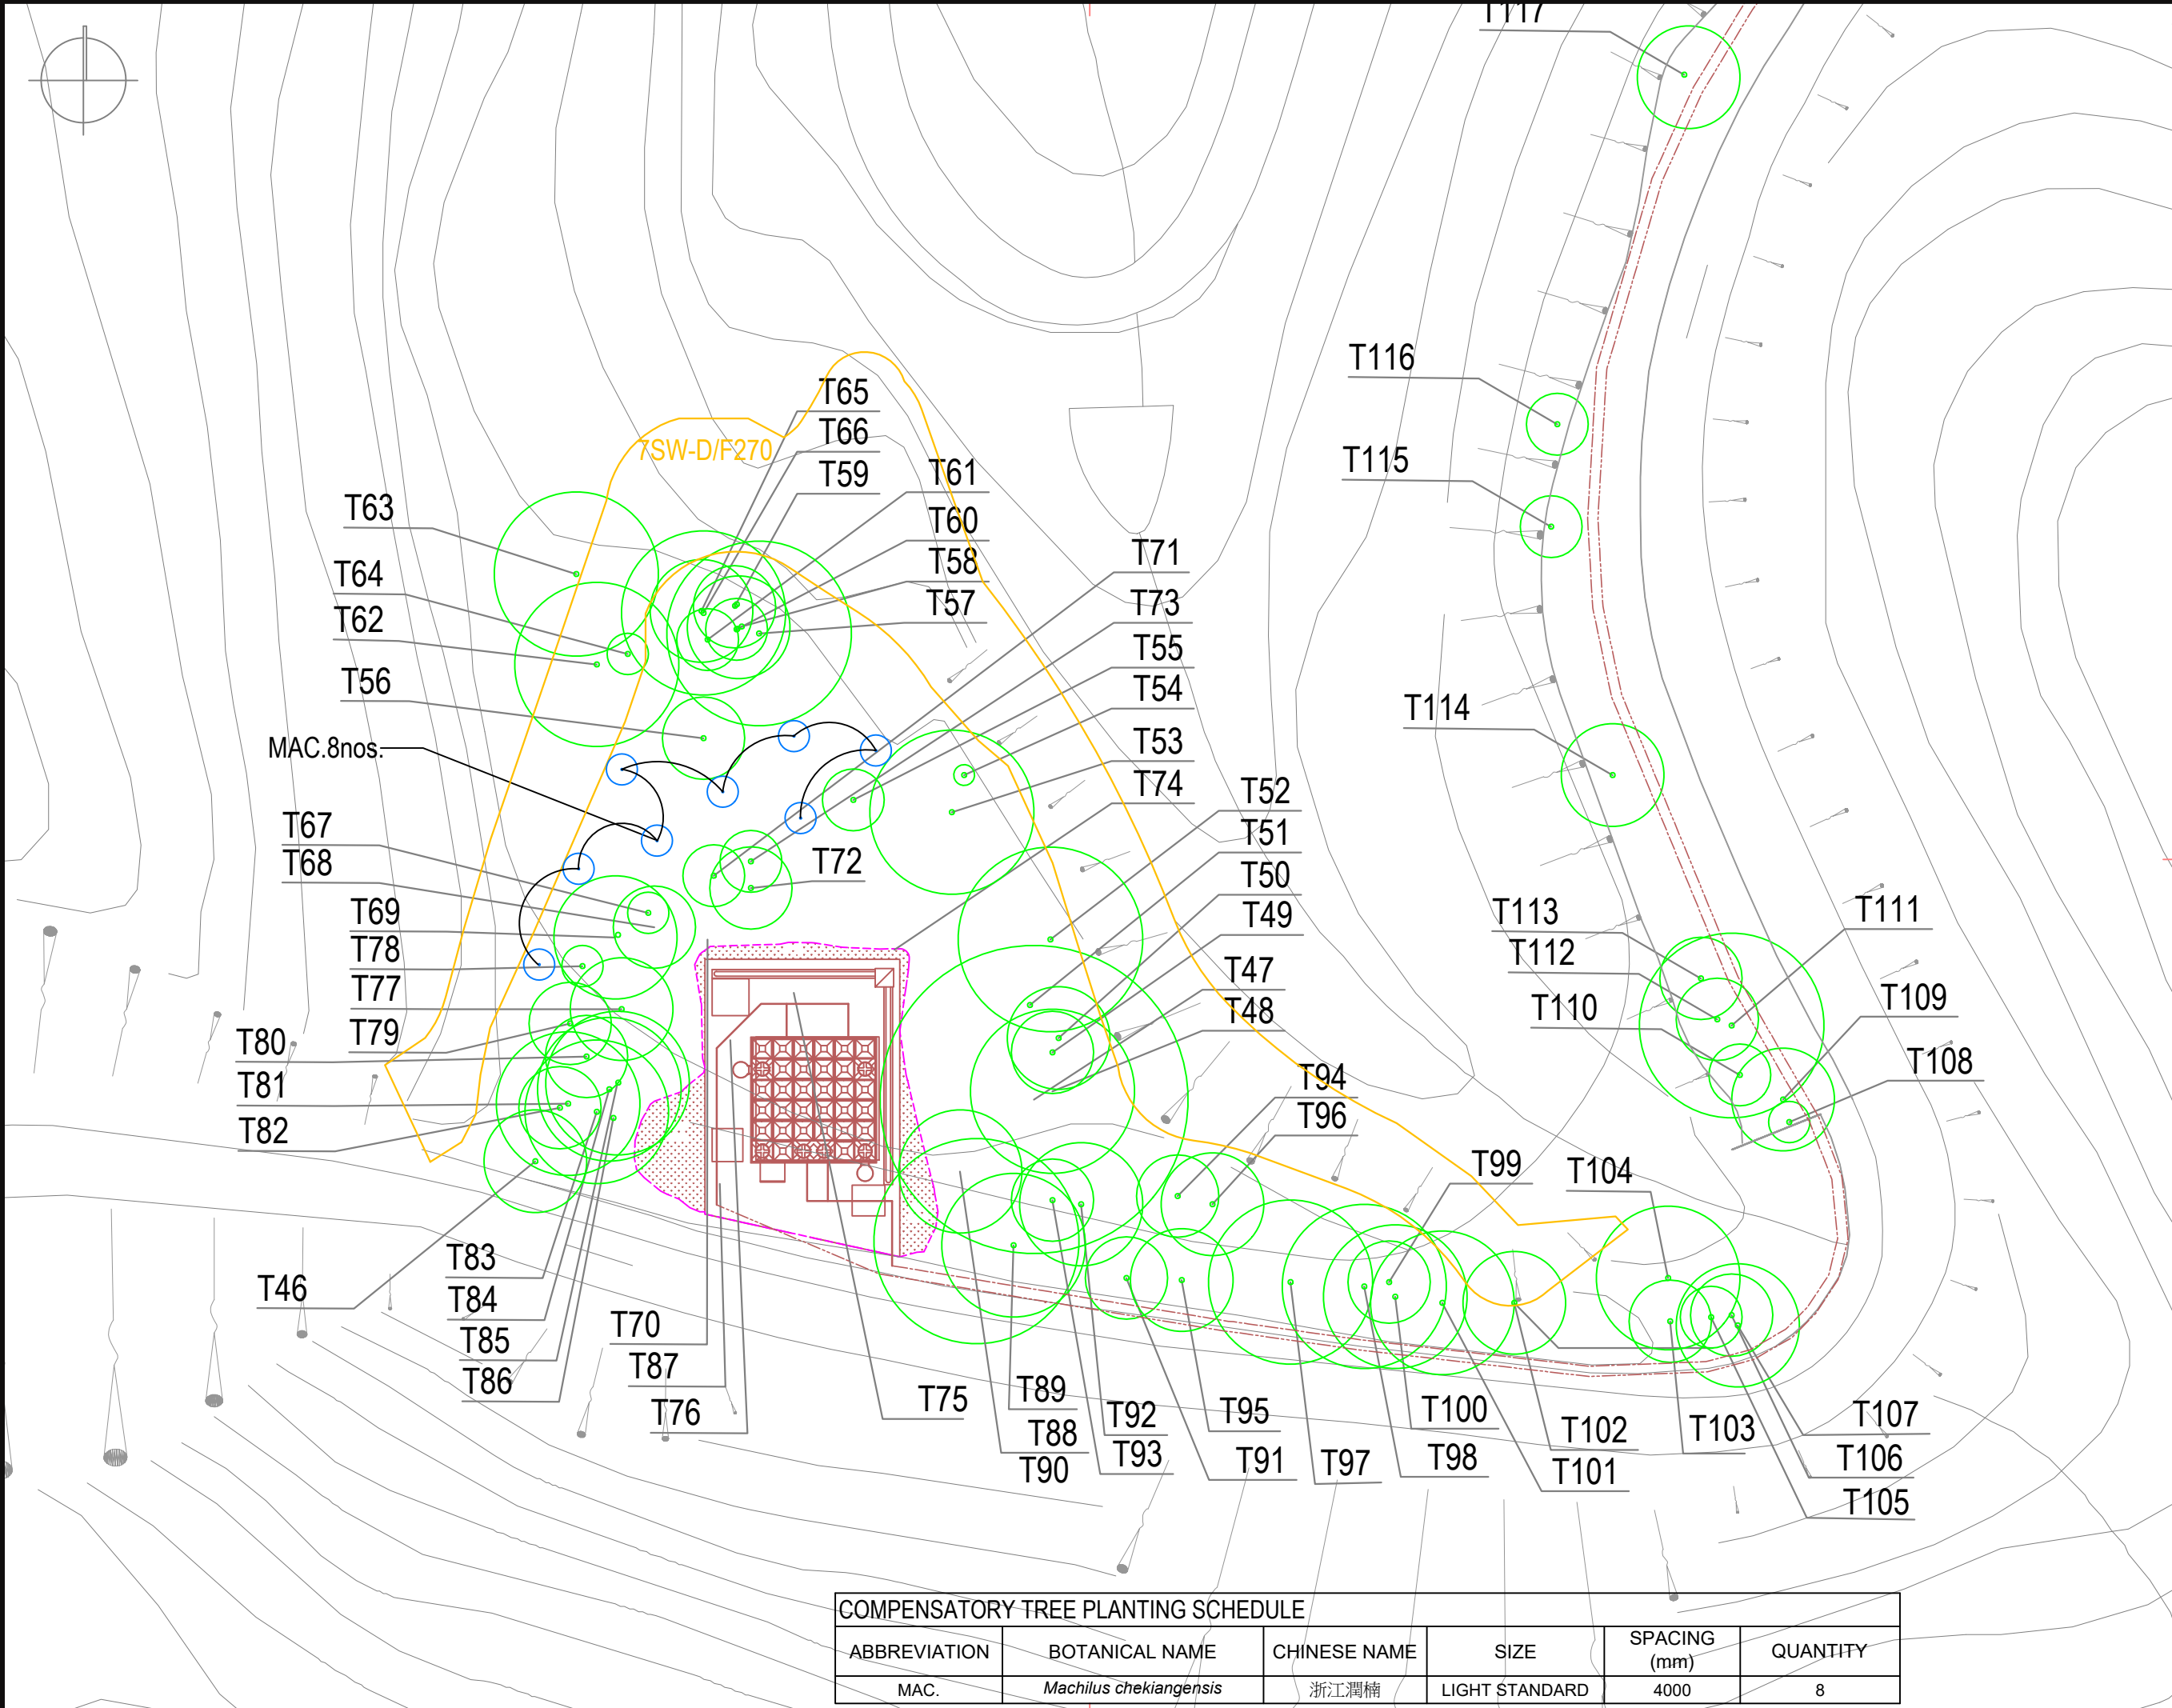 T117
T116
T115
T65
T66
T59
7SW-D/F270
T61
T60
T58
T57
T63
T64
T62
T56
MAC.8nos.
T71
T73
T55
T54
T53
T74
T52
T51
T50
T49
T47
T48
T114
T67
T68
T72
T69
T78
T77
T79
T80
T81
T82
T113
T112
T110
T111
T109
T108
T94
T96
T99
T104
T46
T83
T84
T85
T86
T70
T87
T76
T75
T89
T88
T90
T92
T93
T95
T91
T97
T100
T98
T102
T101
T103
T107
T106
T105
COMPENSATORY TREE PLANTING SCHEDULE
ABBREVIATION BOTANICAL NAME CHINESE NAME SIZE SPACING (mm) QUANTITY
MAC. Machilus chekiangensis 浙江潤楠 LIGHT STANDARD 4000 8